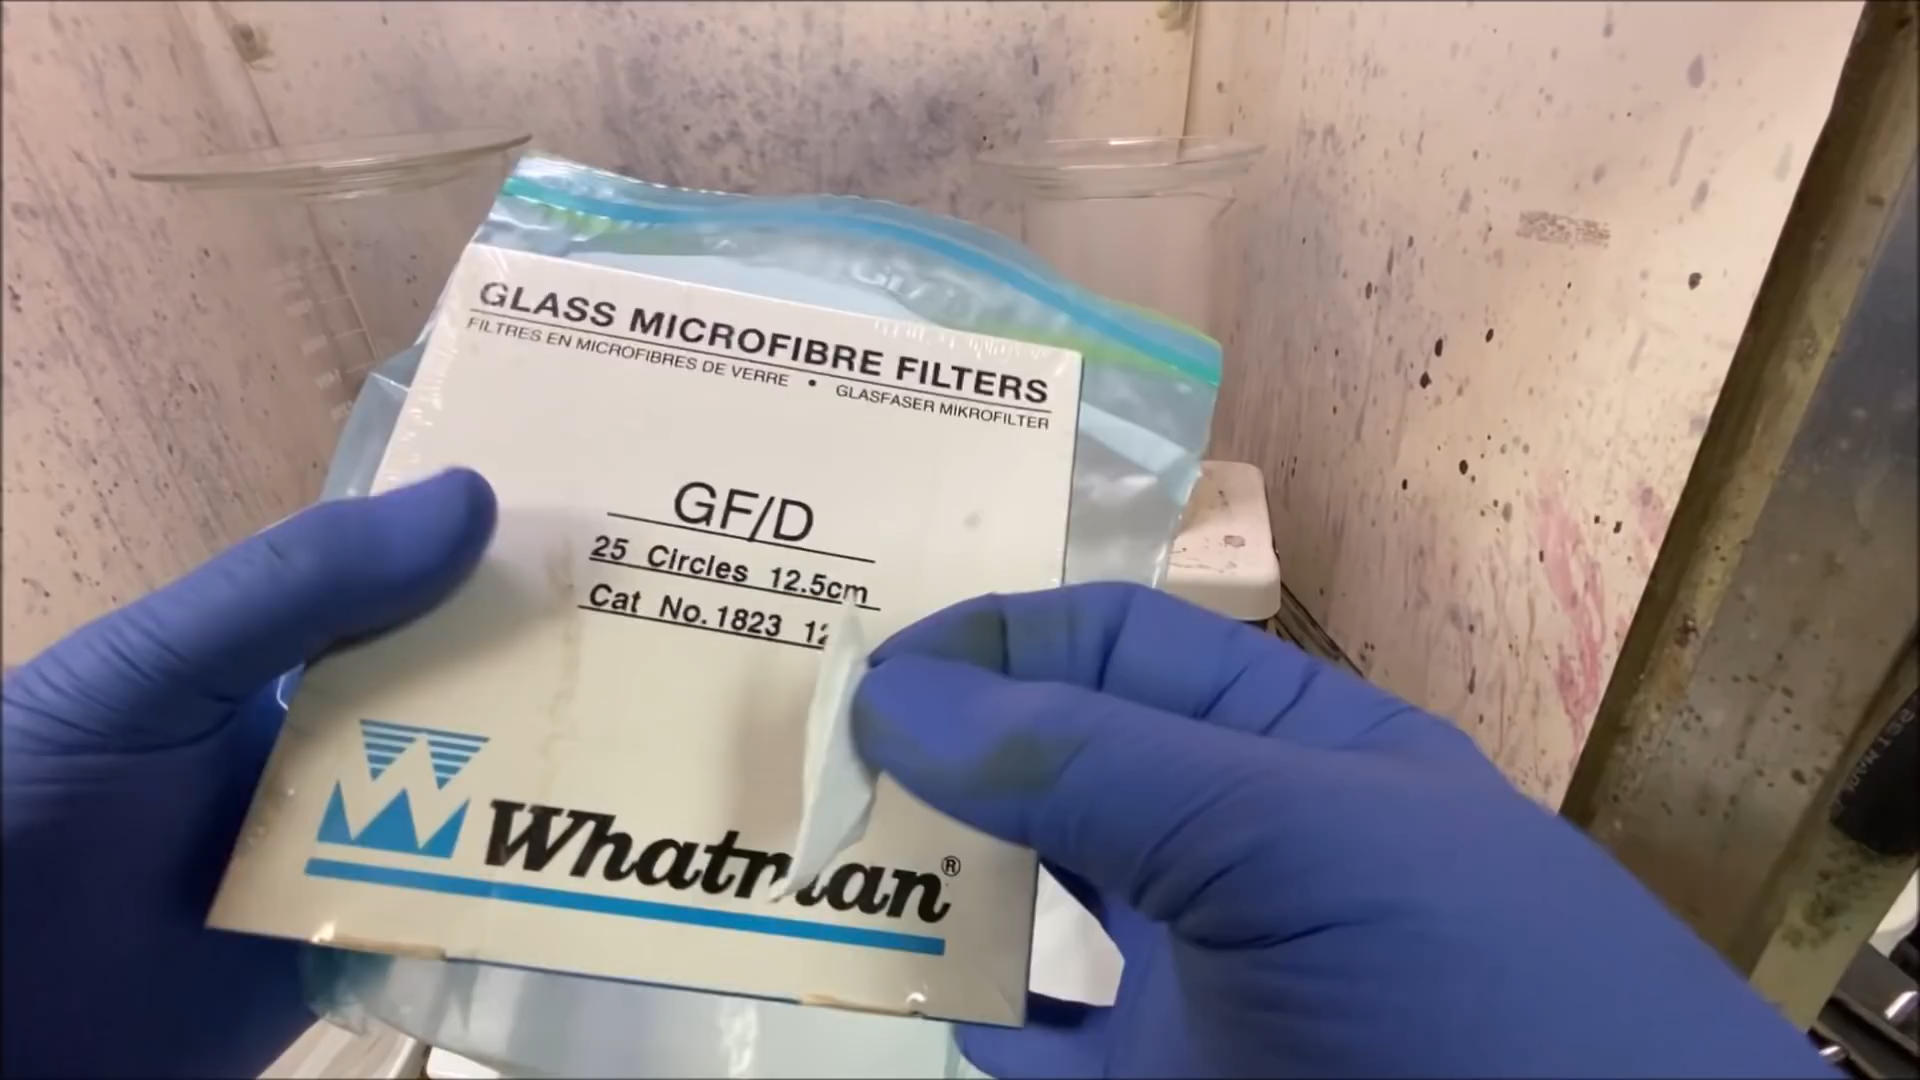 GLASS MICROFIBRE FILTERS
FILTRES EN MICROFIBRES DE VERRE • GLASFASER MIKROFILTER
GF/D
25 Circles 12.5cm
Cat No. 1823 12
Whatman®